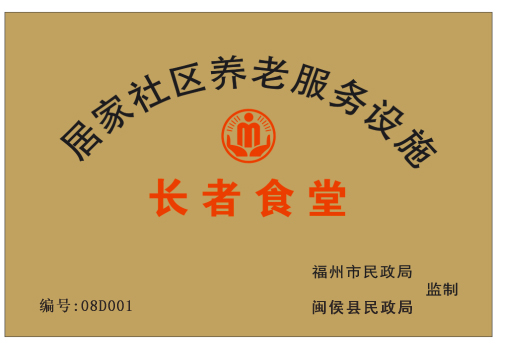 居家社区养老服务设施
长者食堂
福州市民政局
闽侯县民政局
监制
编号:08D001